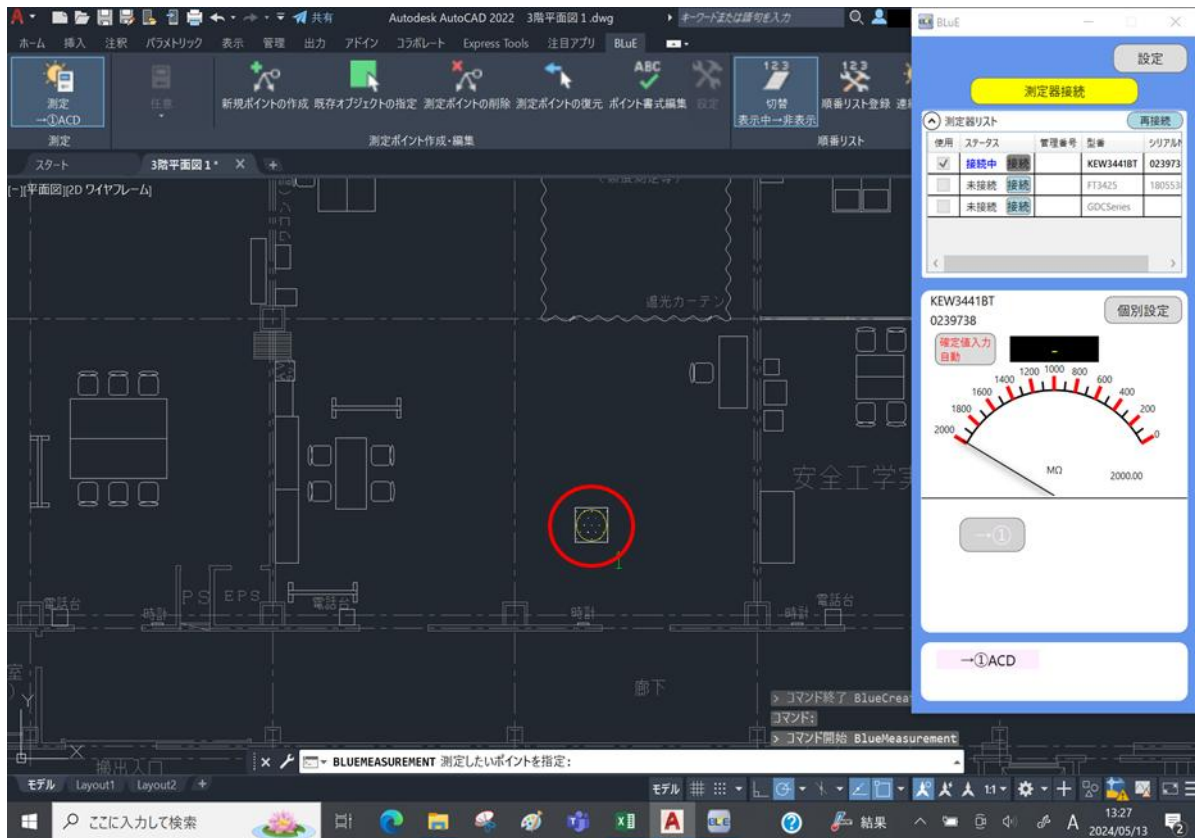 共有
Autodesk AutoCAD 2022 3階平面図1.dwg
キーワードまたは語句を入力
BLuE
ホーム 挿入 注釈 パラメトリック 表示 管理 出力 アドイン コラボレート Express Tools 注目アプリ BLuE
測定
→①ACD
任意
新規ポイントの作成 既存オブジェクトの指定 測定ポイントの削除 測定ポイントの復元
ABC
ポイント書式編集
設定
123
切替
表示中→非表示
123
順番リスト登録
測定
測定ポイント作成・編集
順番リスト
スタート 3階平面図1* × +
[-][平面図][2D ワイヤフレーム]
遮光カーテン
安全工学実
PS EPS
電話台
時計
電話台
時計
時計
電話台
室
廊下
搬出入口
Y
X
1
> コマンド終了 BlueCrea
コマンド:
> コマンド開始 BlueMeasurement
BLUEMEASUREMENT 測定したいポイントを指定:
モデル Layout1 Layout2 +
モデル 1:1
ここに入力して検索
結果
A
13:27
2024/05/13
2
設定
測定器接続
測定器リスト
再接続
使用 ステータス 管理番号 型番 シリアルN
接続中 接続 KEW3441BT 023973
未接続 接続 FT3425 180553
未接続 接続 GDCSeries
KEW3441BT
0239738
個別設定
確定値入力
自動
-
2000 1800 1600 1400 1200 1000 800 600 400 200 0
MΩ
2000.00
→①
→①ACD